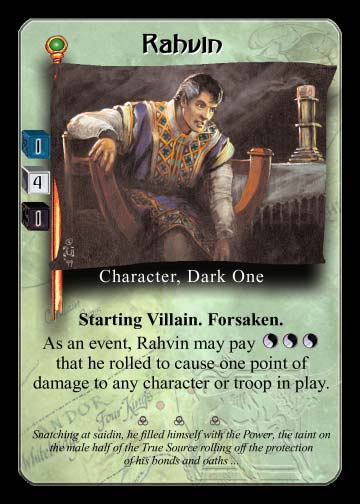 Rahvin
0
4
0
Character, Dark One
Starting Villain. Forsaken.
As an event, Rahvin may pay
that he rolled to cause one point of
damage to any character or troop in play.
Four Kings
Snatching at saidin, he filled himself with the Power, the taint on
the male half of the True Source rolling off the protection
of his bonds and oaths ...